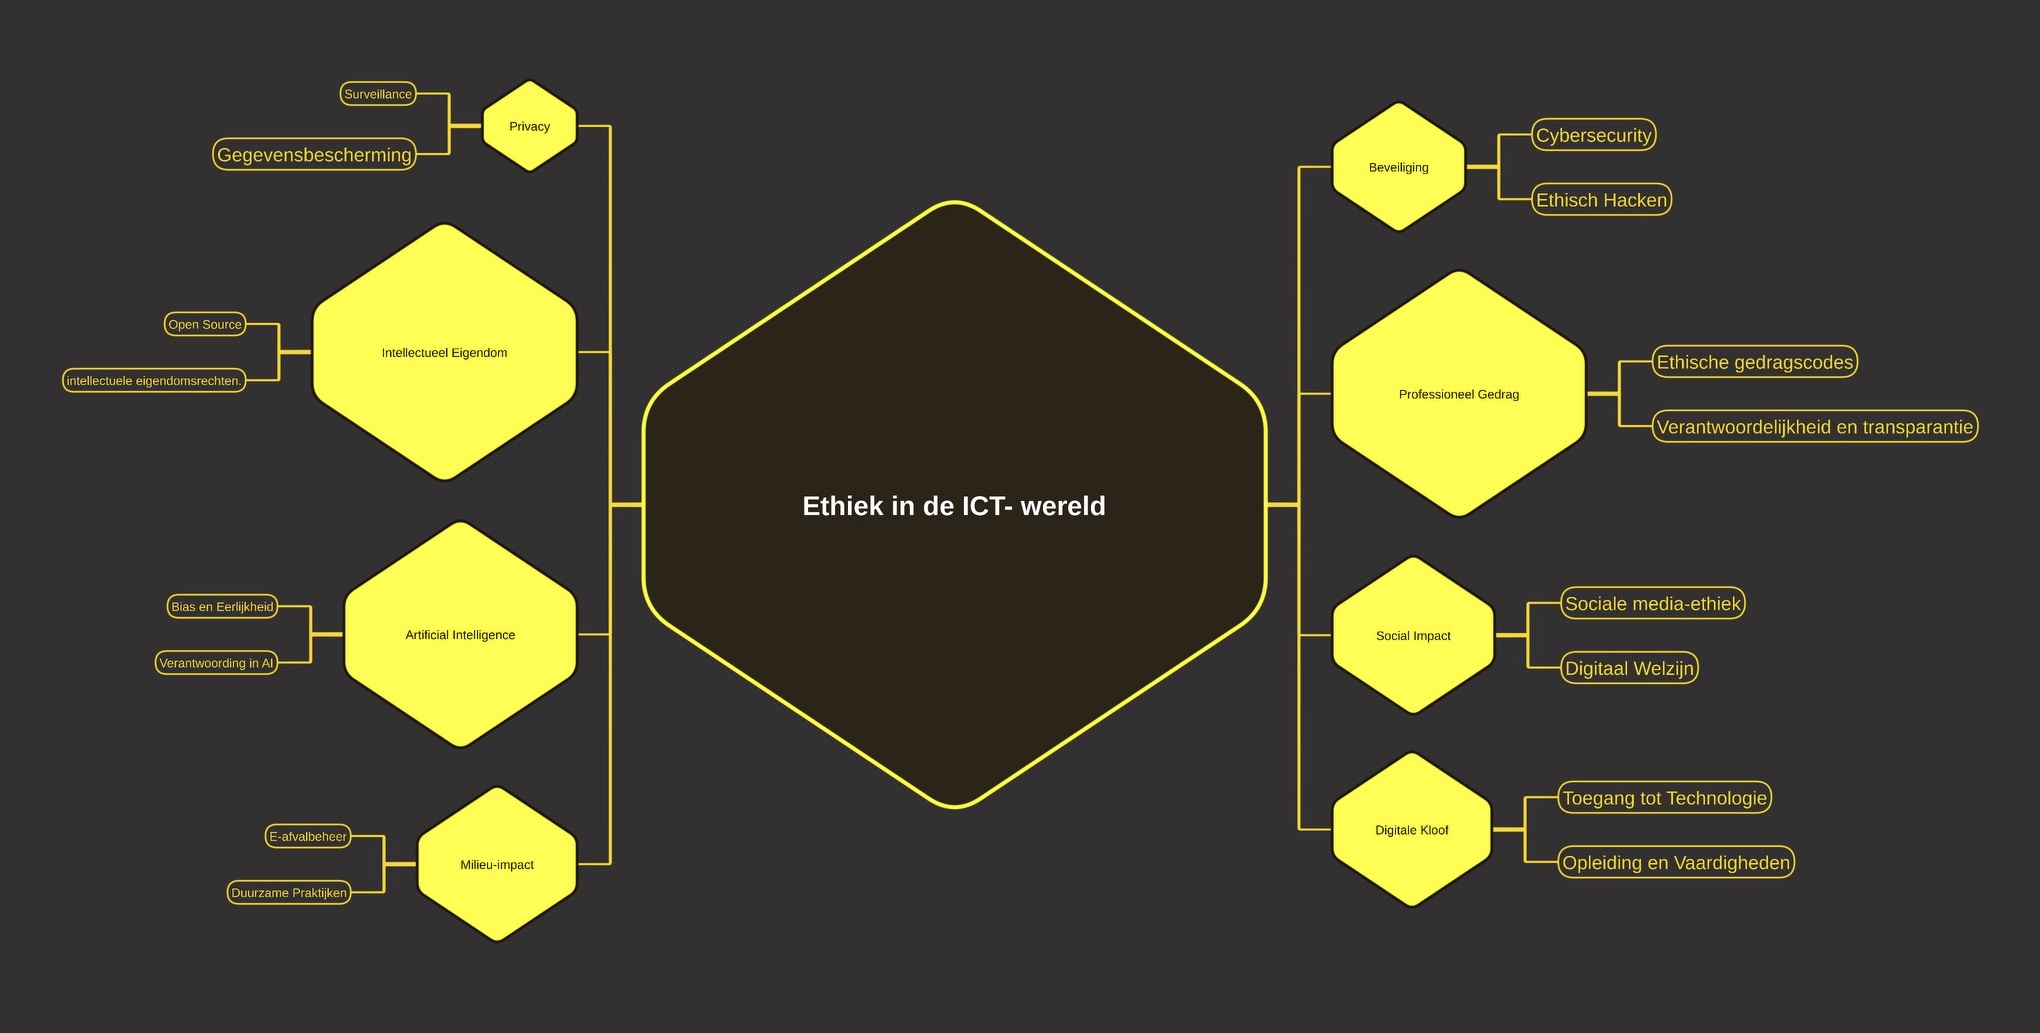 Surveillance
Privacy
Gegevensbescherming
Open Source
Intellectueel Eigendom
intellectuele eigendomsrechten.
Bias en Eerlijkheid
Artificial Intelligence
Verantwoording in AI
E-afvalbeheer
Milieu-impact
Duurzame Praktijken
Ethiek in de ICT- wereld
Cybersecurity
Beveiliging
Ethisch Hacken
Ethische gedragscodes
Professioneel Gedrag
Verantwoordelijkheid en transparantie
Sociale media-ethiek
Social Impact
Digitaal Welzijn
Toegang tot Technologie
Digitale Kloof
Opleiding en Vaardigheden